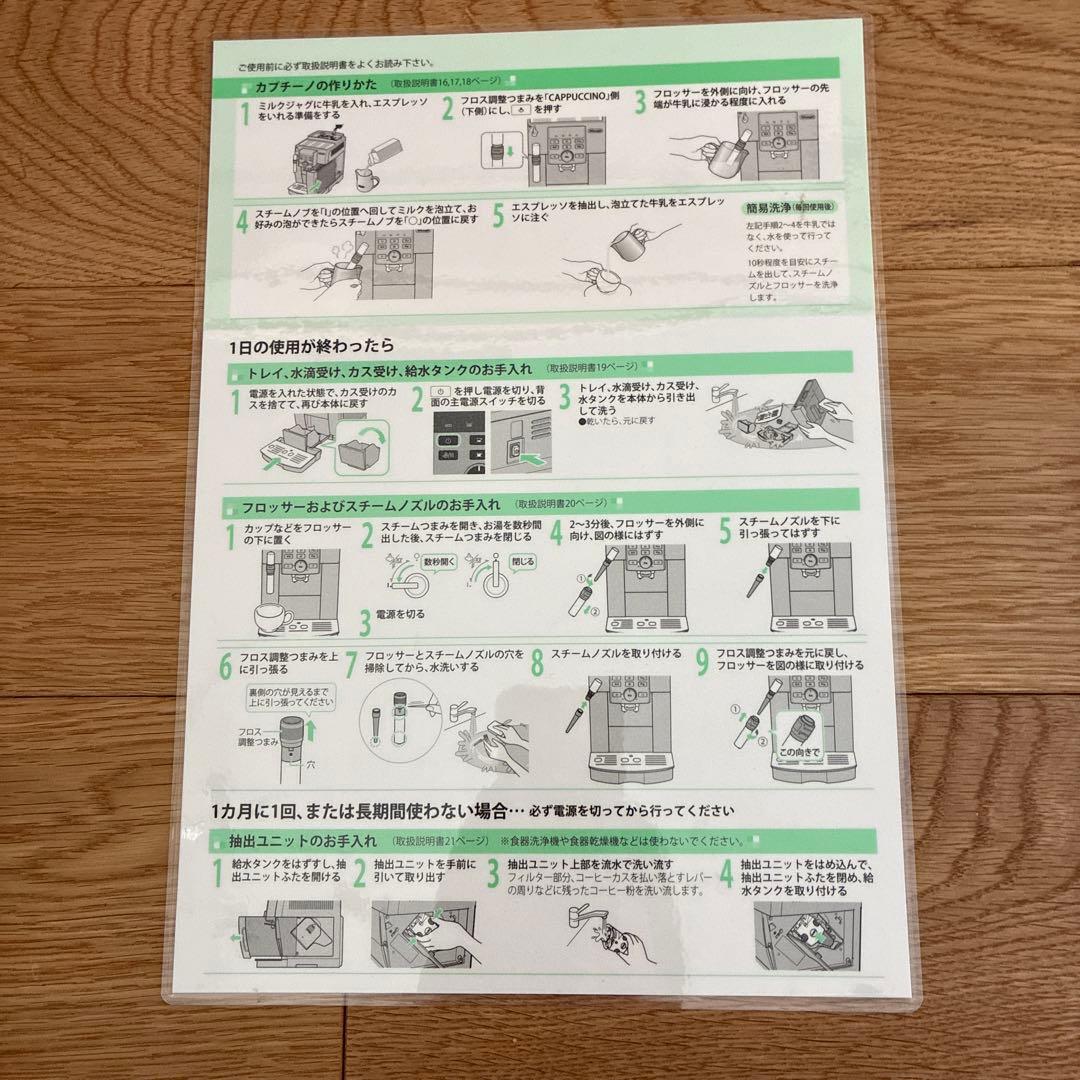 ご使用前に必ず取扱説明書をよくお読み下さい。
カプチーノの作りかた （取扱説明書16,17,18ページ）
1 ミルクジャグに牛乳を入れ、エスプレッソ
をいれる準備をする
2 フロス調整つまみを「CAPPUCCINO」側
（下側）にし、 を押す
3 フロッサーを外側に向け、フロッサーの先
端が牛乳に浸かる程度に入れる
4 スチームノブを「I」の位置へ回してミルクを泡立て、お
好みの泡ができたらスチームノブを「○」の位置に戻す
5 エスプレッソを抽出し、泡立てた牛乳をエスプレッ
ソに注ぐ
簡易洗浄（毎回使用後）
左記手順2〜4を牛乳では
なく、水を使って行って
ください。
10秒程度を目安にスチー
ムを出して、スチームノ
ズルとフロッサーを洗浄
します。
1日の使用が終わったら
トレイ、水滴受け、カス受け、給水タンクのお手入れ （取扱説明書19ページ）
1 電源を入れた状態で、カス受けのカ
スを捨てて、再び本体に戻す
2 を押し電源を切り、背
面の主電源スイッチを切る
3 トレイ、水滴受け、カス受け、
水タンクを本体から引き出
して洗う
●乾いたら、元に戻す
フロッサーおよびスチームノズルのお手入れ （取扱説明書20ページ）
1 カップなどをフロッサー
の下に置く
2 スチームつまみを開き、お湯を数秒間
出した後、スチームつまみを閉じる
数秒開く
閉じる
3 電源を切る
4 2〜3分後、フロッサーを外側に
向け、図の様にはずす
①
②
5 スチームノズルを下に
引っ張ってはずす
6 フロス調整つまみを上
に引っ張る
裏側の穴が見えるまで
上に引っ張ってください
フロス
調整つまみ
穴
7 フロッサーとスチームノズルの穴を
掃除してから、水洗いする
8 スチームノズルを取り付ける
9 フロス調整つまみを元に戻し、
フロッサーを図の様に取り付ける
①
②
この向きで
1カ月に1回、または長期間使わない場合… 必ず電源を切ってから行ってください
抽出ユニットのお手入れ （取扱説明書21ページ） ※食器洗浄機や食器乾燥機などは使わないでください。
1 給水タンクをはずすし、抽
出ユニットふたを開ける
2 抽出ユニットを手前に
引いて取り出す
3 抽出ユニット上部を流水で洗い流す
フィルター部分、コーヒーカスを払い落とすレバー
の周りなどに残ったコーヒー粉を洗い流します。
4 抽出ユニットをはめ込んで、
抽出ユニットふたを閉め、給
水タンクを取り付ける